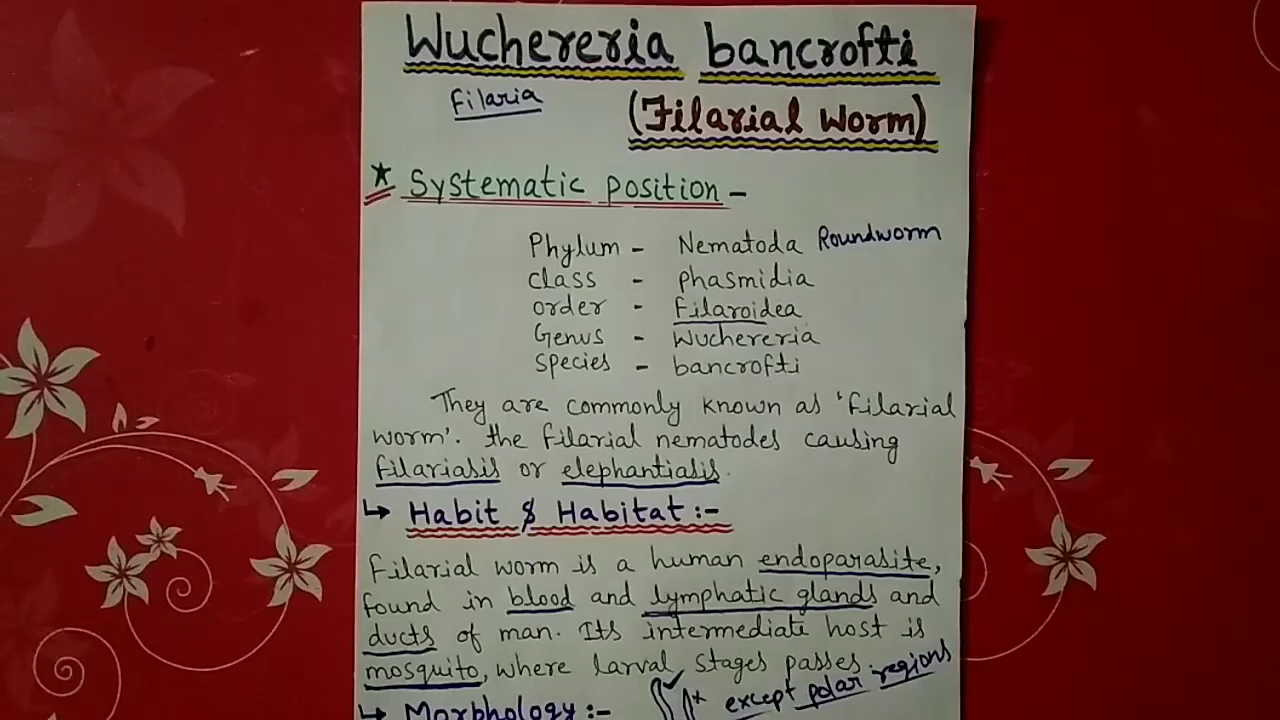 Wuchereria bancrofti
Filaria
(Filarial Worm)
* Systematic position -
Phylum - Nematoda Roundworm
class - phasmidia
order - Filaroidea
Genus - Wuchereria
species - bancrofti
They are commonly known as 'Filarial
worm'. the filarial nematodes causing
filariasis or elephantiasis.
↳ Habit & Habitat :-
Filarial worm is a human endoparasite,
found in blood and lymphatic glands and
ducts of man. Its intermediate host is
mosquito, where larval stages passes.
* except polar regions
↳ Morphology :-